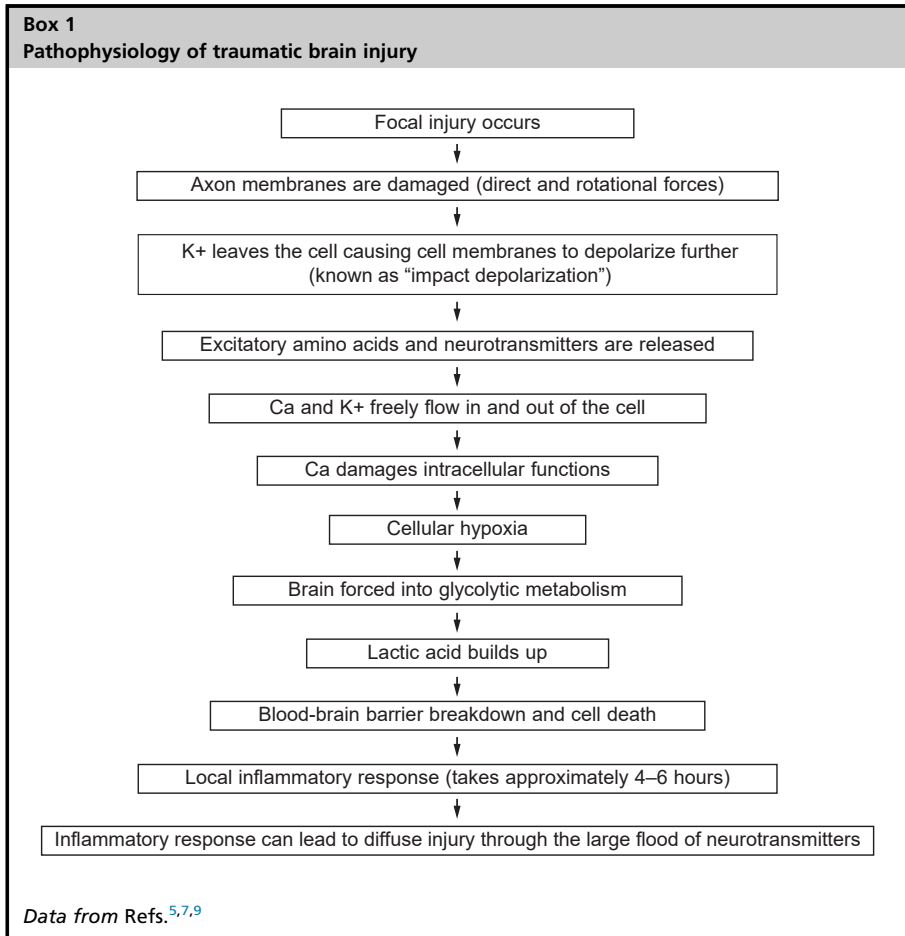 Box 1
Pathophysiology of traumatic brain injury
Focal injury occurs
Axon membranes are damaged (direct and rotational forces)
K+ leaves the cell causing cell membranes to depolarize further
(known as “impact depolarization”)
Excitatory amino acids and neurotransmitters are released
Ca and K+ freely flow in and out of the cell
Ca damages intracellular functions
Cellular hypoxia
Brain forced into glycolytic metabolism
Lactic acid builds up
Blood-brain barrier breakdown and cell death
Local inflammatory response (takes approximately 4–6 hours)
Inflammatory response can lead to diffuse injury through the large flood of neurotransmitters
Data from Refs.5,7,9